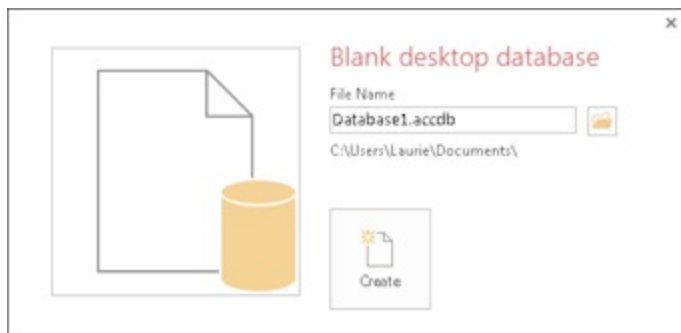 Blank desktop database
File Name
Database1.accdb
C:\Users\Laurie\Documents\
Create